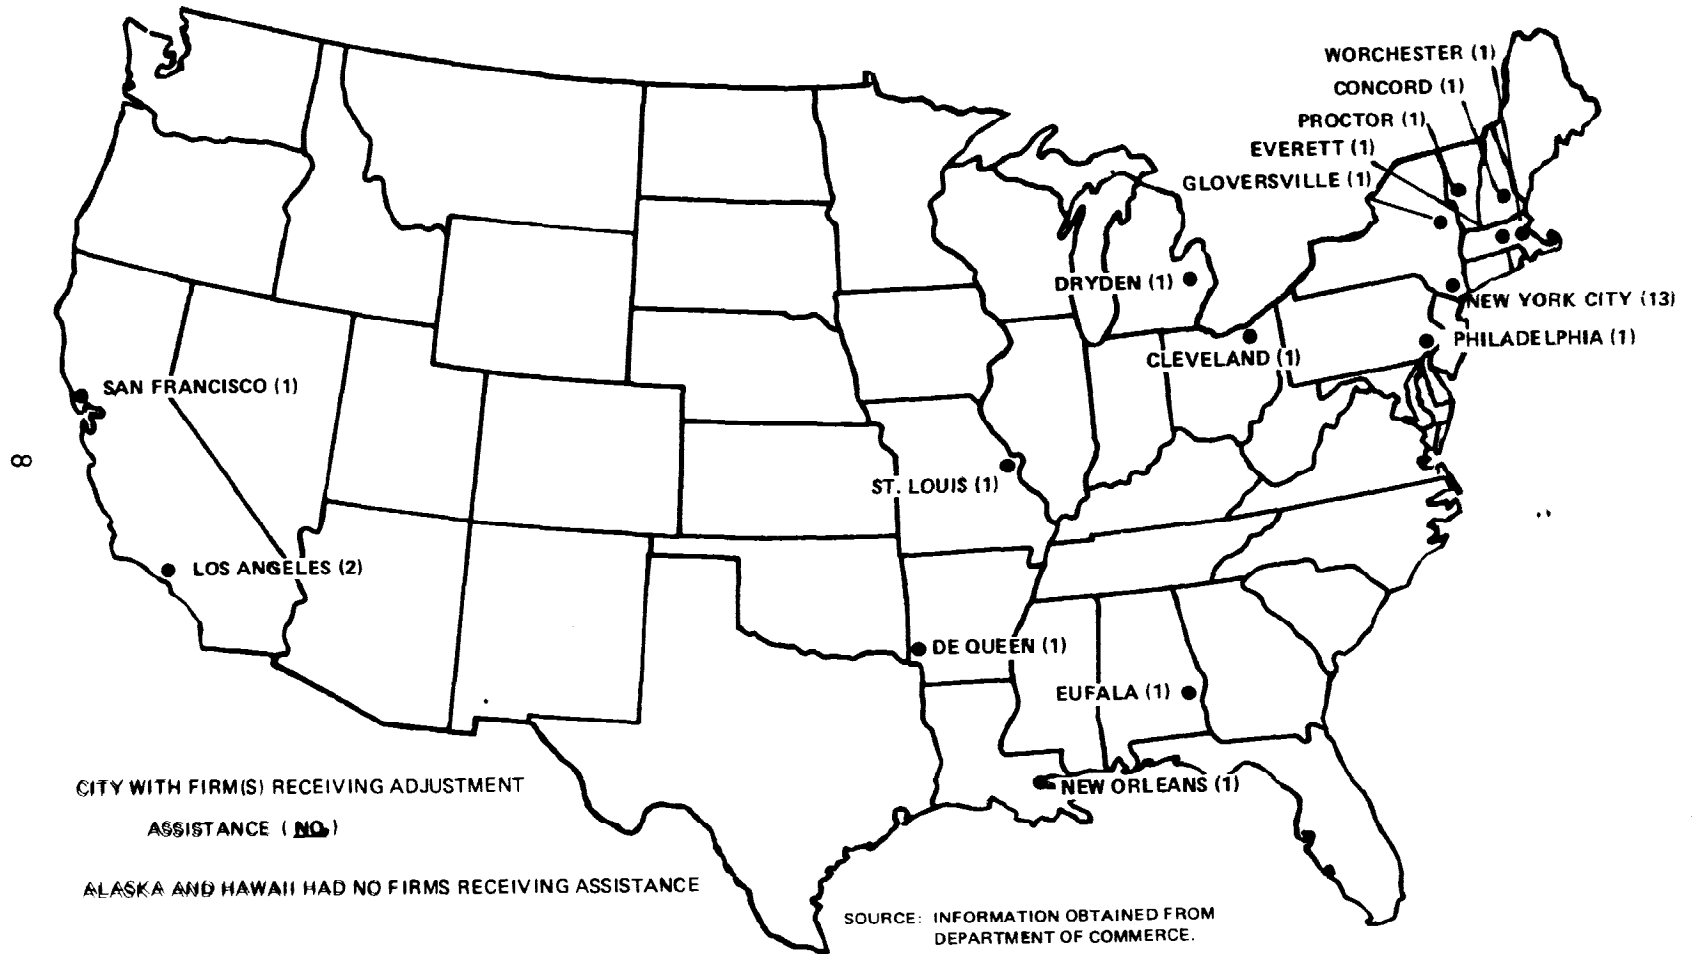 WORCHESTER (1)
CONCORD (1)
PROCTOR (1)
EVERETT (1)
GLOVERSVILLE (1)
DRYDEN (1)
NEW YORK CITY (13)
PHILADELPHIA (1)
CLEVELAND (1)
SAN FRANCISCO (1)
8
ST. LOUIS (1)
LOS ANGELES (2)
DE QUEEN (1)
EUFALA (1)
NEW ORLEANS (1)
CITY WITH FIRM(S) RECEIVING ADJUSTMENT
ASSISTANCE (NO.)
ALASKA AND HAWAII HAD NO FIRMS RECEIVING ASSISTANCE
SOURCE: INFORMATION OBTAINED FROM
DEPARTMENT OF COMMERCE.